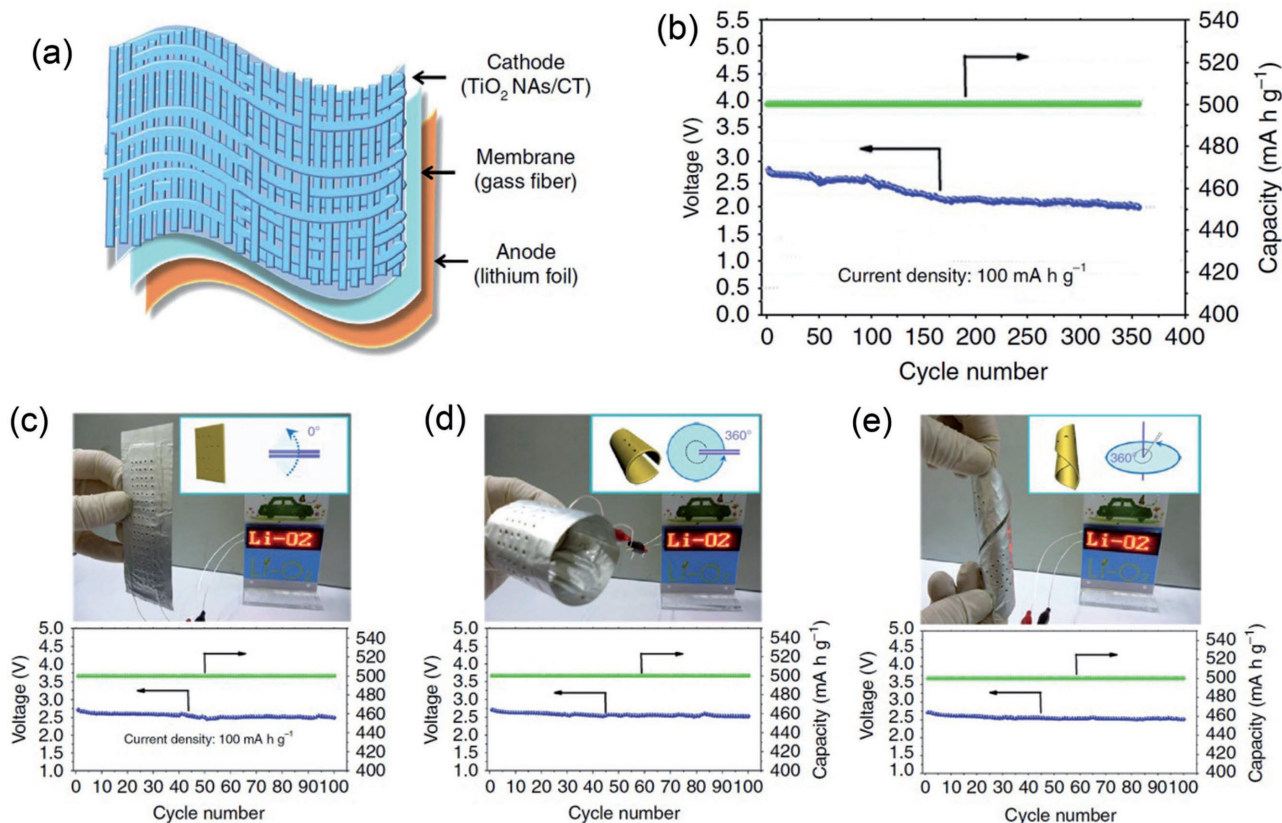 (a)
Cathode
(TiO₂ NAs/CT)
Membrane
(gass fiber)
Anode
(lithium foil)
(b)
5.5
5.0
4.5
4.0
3.5
3.0
2.5
2.0
1.5
1.0
0.5
0.0
Voltage (V)
540
520
500
480
460
440
420
400
Capacity (mA h g⁻¹)
Current density: 100 mA h g⁻¹
0 50 100 150 200 250 300 350 400
Cycle number
(c)
0°
Li-O2
Li-O₂
5.0
4.5
4.0
3.5
3.0
2.5
2.0
1.5
1.0
Voltage (V)
540
520
500
480
460
440
420
400
Capacity (mA h g⁻¹)
Current density: 100 mA h g⁻¹
0 10 20 30 40 50 60 70 80 90 100
Cycle number
(d)
360°
Li-O2
Li-O₂
5.0
4.5
4.0
3.5
3.0
2.5
2.0
1.5
1.0
Voltage (V)
540
520
500
480
460
440
420
400
Capacity (mA h g⁻¹)
0 10 20 30 40 50 60 70 80 90 100
Cycle number
(e)
360°
Li-O2
Li-O₂
5.0
4.5
4.0
3.5
3.0
2.5
2.0
1.5
1.0
Voltage (V)
540
520
500
480
460
440
420
400
Capacity (mA h g⁻¹)
0 10 20 30 40 50 60 70 80 90 100
Cycle number